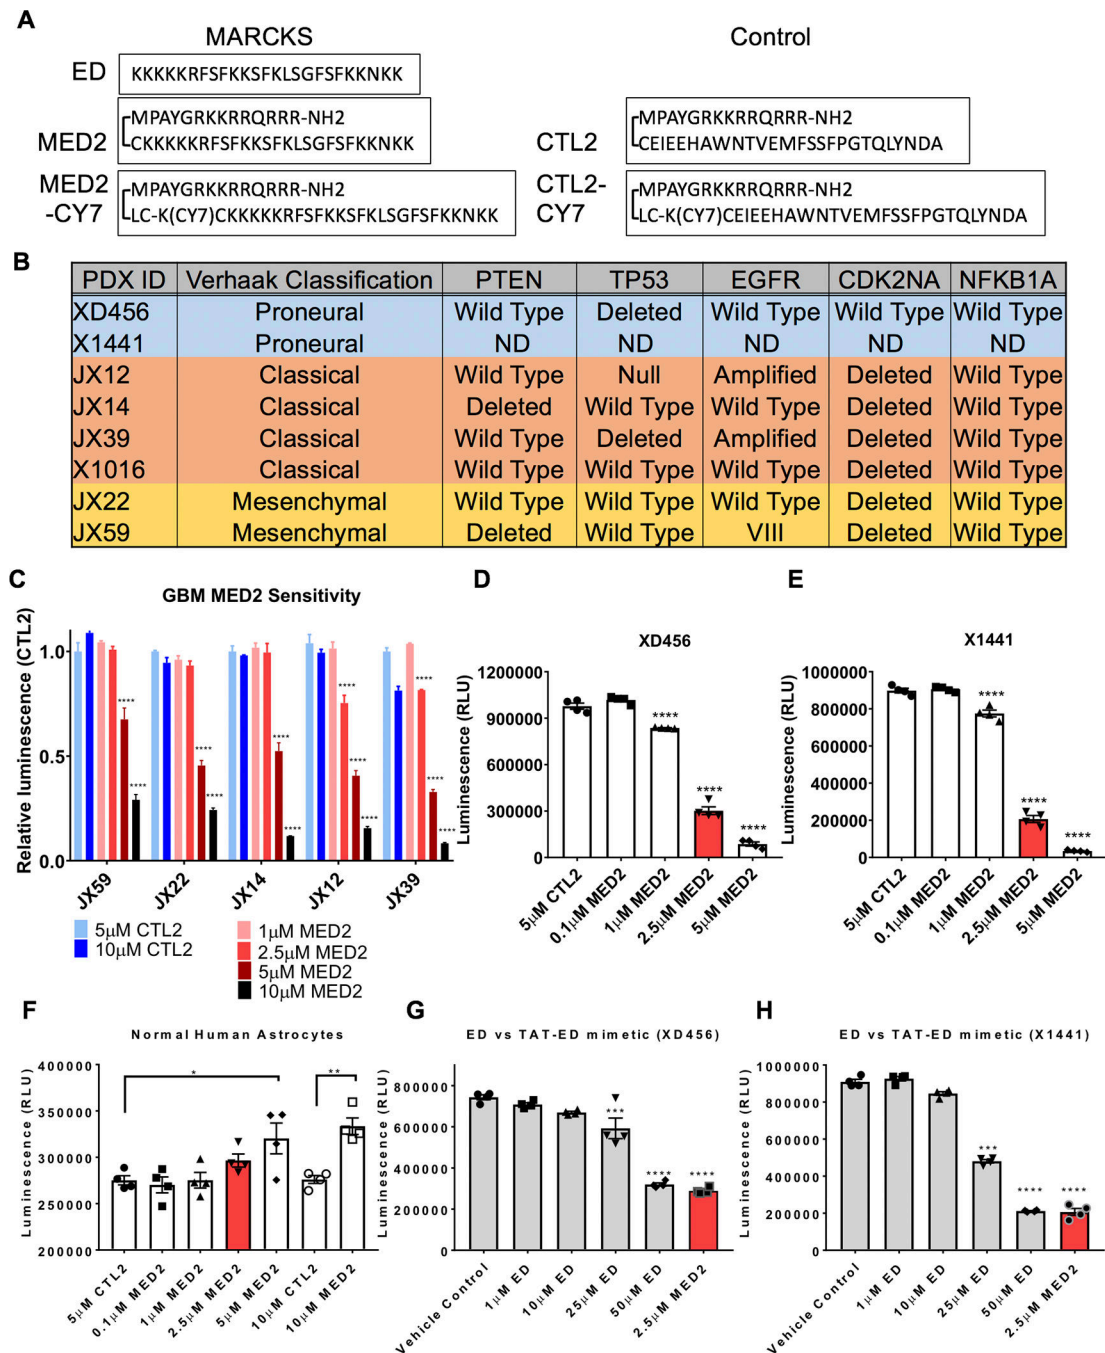 A
MARCKS
Control
ED
KKKKKRFSFKKSFKLSGFSFKKNKK
MED2
MPAYGRKKRRQRRR-NH2
CKKKKKRFSFKKSFKLSGFSFKKNKK
CTL2
MPAYGRKKRRQRRR-NH2
CEIEEHAWNTVEMFSSFPGTQLYNDA
MED2
-CY7
MPAYGRKKRRQRRR-NH2
LC-K(CY7)CKKKKKRFSFKKSFKLSGFSFKKNKK
CTL2-
CY7
MPAYGRKKRRQRRR-NH2
LC-K(CY7)CEIEEHAWNTVEMFSSFPGTQLYNDA
B
PDX ID Verhaak Classification PTEN TP53 EGFR CDK2NA NFKB1A
XD456 Proneural Wild Type Deleted Wild Type Wild Type Wild Type
X1441 Proneural ND ND ND ND ND
JX12 Classical Wild Type Null Amplified Deleted Wild Type
JX14 Classical Deleted Wild Type Wild Type Deleted Wild Type
JX39 Classical Wild Type Deleted Amplified Deleted Wild Type
X1016 Classical Wild Type Wild Type Wild Type Deleted Wild Type
JX22 Mesenchymal Wild Type Wild Type Wild Type Deleted Wild Type
JX59 Mesenchymal Deleted Wild Type VIII Deleted Wild Type
C
GBM MED2 Sensitivity
Relative luminescence (CTL2)
1.0
0.5
0.0
**** **** **** **** **** **** **** **** **** **** **** ****
JX59 JX22 JX14 JX12 JX39
5μM CTL2
10μM CTL2
1μM MED2
2.5μM MED2
5μM MED2
10μM MED2
D
XD456
Luminescence (RLU)
1200000
900000
600000
300000
0
**** **** ****
5μM CTL2 0.1μM MED2 1μM MED2 2.5μM MED2 5μM MED2
E
X1441
Luminescence (RLU)
1000000
800000
600000
400000
200000
0
**** **** ****
5μM CTL2 0.1μM MED2 1μM MED2 2.5μM MED2 5μM MED2
F
Normal Human Astrocytes
Luminescence (RLU)
400000
350000
300000
250000
200000
* **
5μM CTL2 0.1μM MED2 1μM MED2 2.5μM MED2 5μM MED2 10μM CTL2 10μM MED2
G
ED vs TAT-ED mimetic (XD456)
Luminescence (RLU)
800000
600000
400000
200000
0
*** **** ****
Vehicle Control 1μM ED 10μM ED 25μM ED 50μM ED 2.5μM MED2
H
ED vs TAT-ED mimetic (X1441)
Luminescence (RLU)
1000000
800000
600000
400000
200000
0
*** **** ****
Vehicle Control 1μM ED 10μM ED 25μM ED 50μM ED 2.5μM MED2